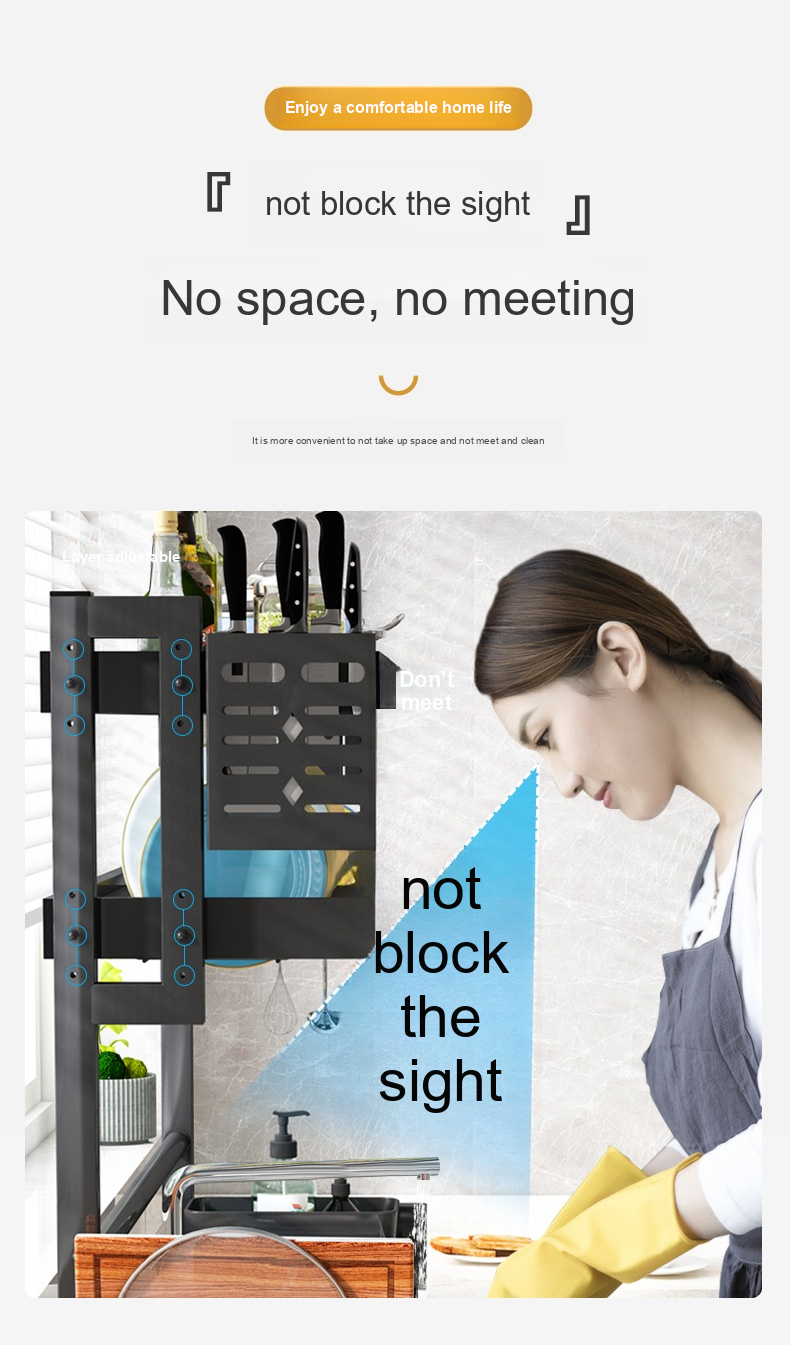 Enjoy a comfortable home life
『 not block the sight 』
No space, no meeting
It is more convenient to not take up space and not meet and clean
Layer adjustable
Don't
meet
not
block
the
sight